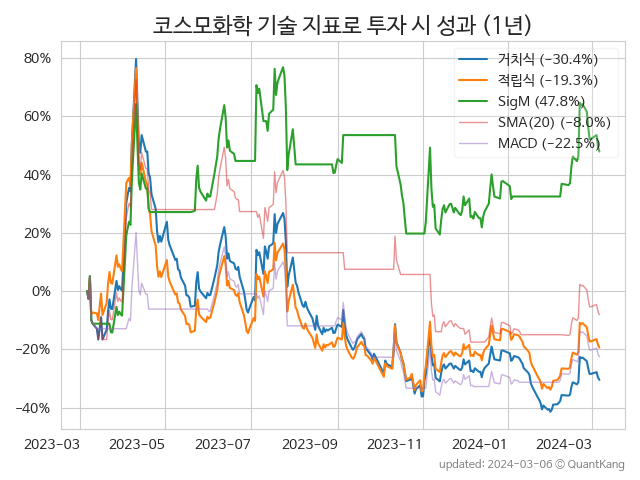 코스모화학 기술 지표로 투자 시 성과 (1년)
거치식 (−30.4%)
적립식 (−19.3%)
SigM (47.8%)
SMA(20) (−8.0%)
MACD (−22.5%)
80%
60%
40%
20%
0%
−20%
−40%
2023−03 2023−05 2023−07 2023−09 2023−11 2024−01 2024−03
updated: 2024−03−06 ⓒ QuantKang